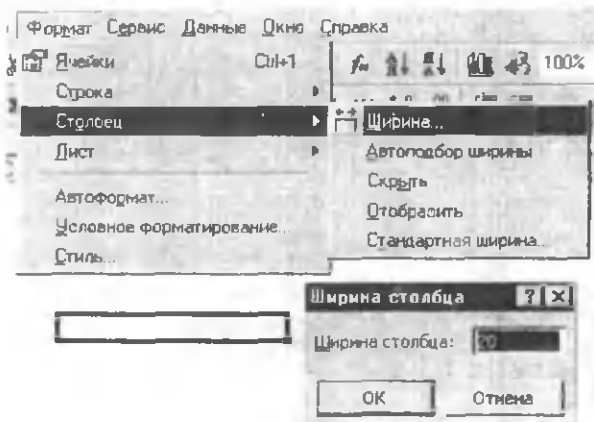 Формат Сервис Данные Окно Справка
Ячейки Ctrl+1
100%
Строка
Столбец
Ширина...
Лист
Автоподбор ширины
Скрыть
Автоформат...
Отобразить
Условное форматирование...
Стандартная ширина...
Стиль...
Ширина столбца
Ширина столбца: 20
OK Отмена